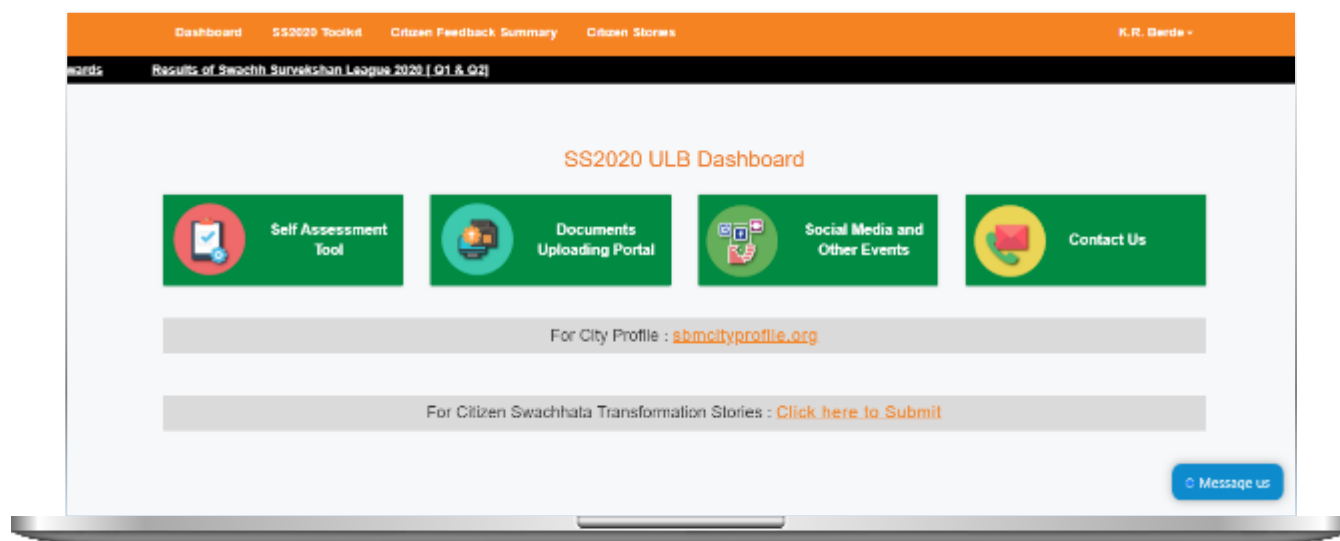 Dashboard SS2020 Toolkit Citizen Feedback Summary Citizen Stories K.R. Berde
wards Results of Swachh Survekshan League 2020 [ Q1 & Q2]
SS2020 ULB Dashboard
Self Assessment
Tool
Documents
Uploading Portal
Social Media and
Other Events
Contact Us
For City Profile : sbmcityprofile.org
For Citizen Swachhata Transformation Stories : Click here to Submit
Message us